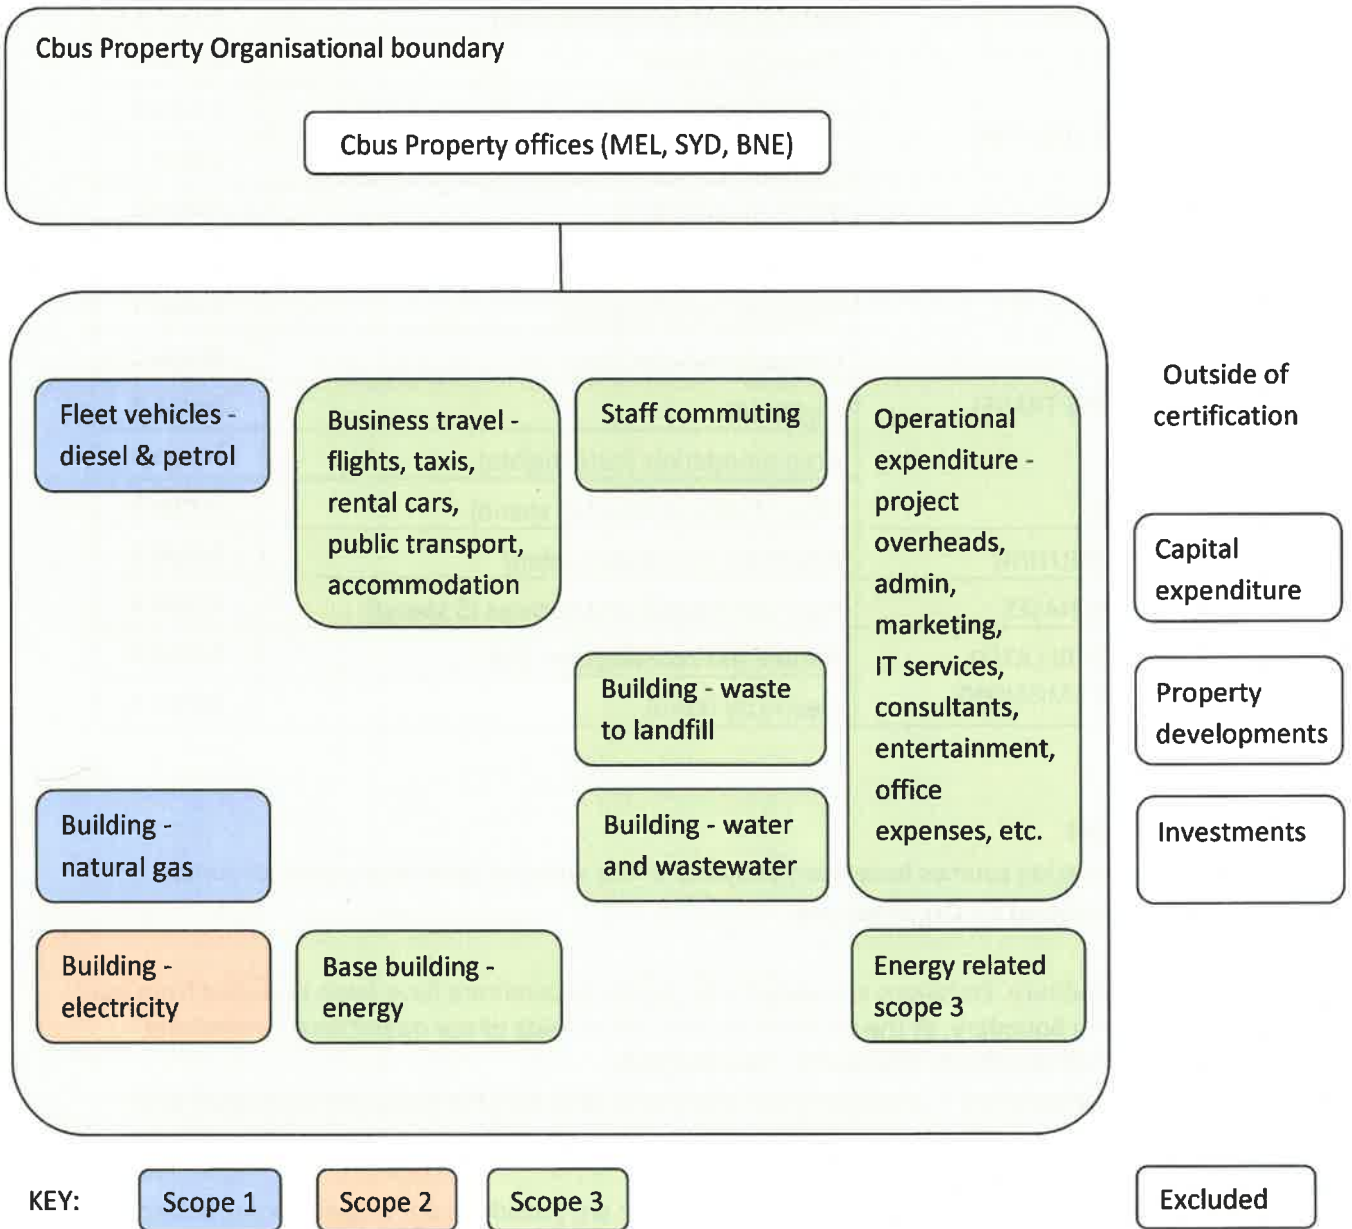 Cbus Property Organisational boundary
Cbus Property offices (MEL, SYD, BNE)
Fleet vehicles -
diesel & petrol
Business travel -
flights, taxis,
rental cars,
public transport,
accommodation
Staff commuting
Operational
expenditure -
project
overheads,
admin,
marketing,
IT services,
consultants,
entertainment,
office
expenses, etc.
Outside of
certification
Capital
expenditure
Building - waste
to landfill
Property
developments
Building -
natural gas
Building - water
and wastewater
Investments
Building -
electricity
Base building -
energy
Energy related
scope 3
KEY:
Scope 1
Scope 2
Scope 3
Excluded